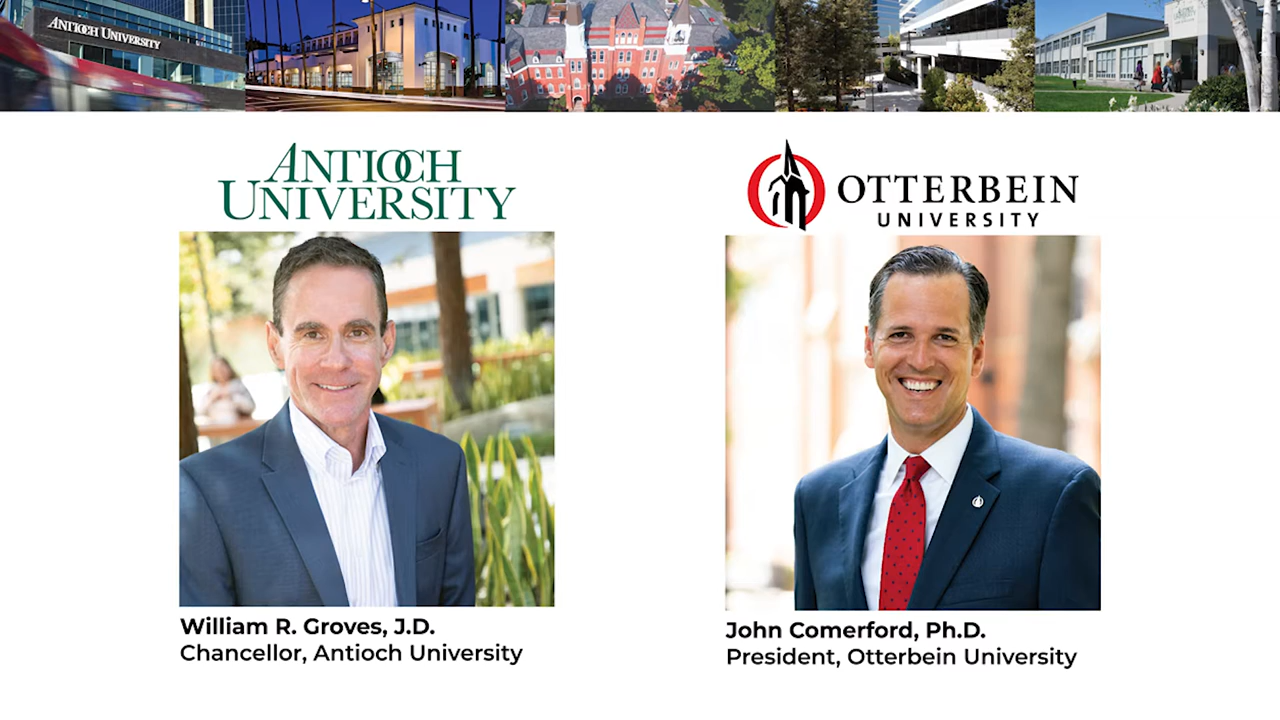 ANTIOCH UNIVERSITY
ANTIOCH
UNIVERSITY
OTTERBEIN
UNIVERSITY
William R. Groves, J.D.
Chancellor, Antioch University
John Comerford, Ph.D.
President, Otterbein University